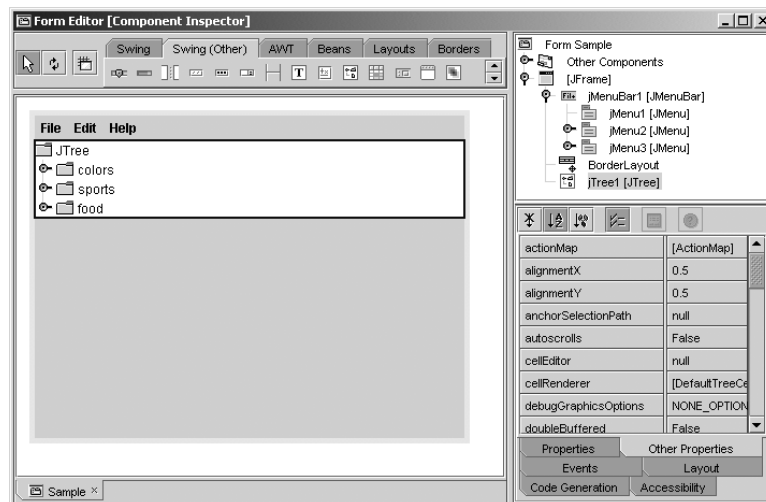 Form Editor [Component Inspector]
Swing Swing (Other) AWT Beans Layouts Borders
File Edit Help
JTree
colors
sports
food
Sample
Form Sample
Other Components
[JFrame]
jMenuBar1 [JMenuBar]
jMenu1 [JMenu]
jMenu2 [JMenu]
jMenu3 [JMenu]
BorderLayout
jTree1 [JTree]
actionMap [ActionMap]
alignmentX 0.5
alignmentY 0.5
anchorSelectionPath null
autoscrolls False
cellEditor null
cellRenderer [DefaultTreeCe
debugGraphicsOptions NONE_OPTION
doubleBuffered False
Properties Other Properties
Events Layout
Code Generation Accessibility